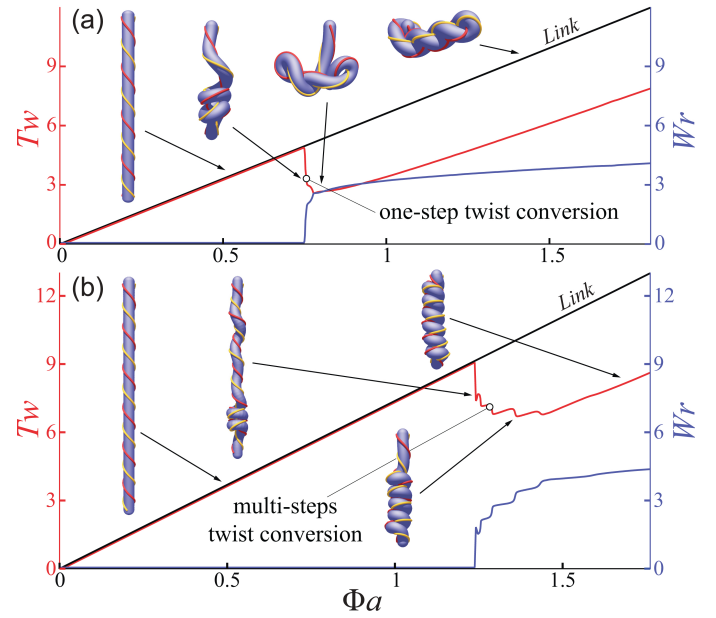 (a)
Link
9
6
3
0
Tw
9
6
3
0
Wr
one-step twist conversion
0 0.5 1 1.5
(b)
Link
12
9
6
3
0
Tw
12
9
6
3
0
Wr
multi-steps
twist conversion
0 0.5 1 1.5
Φa